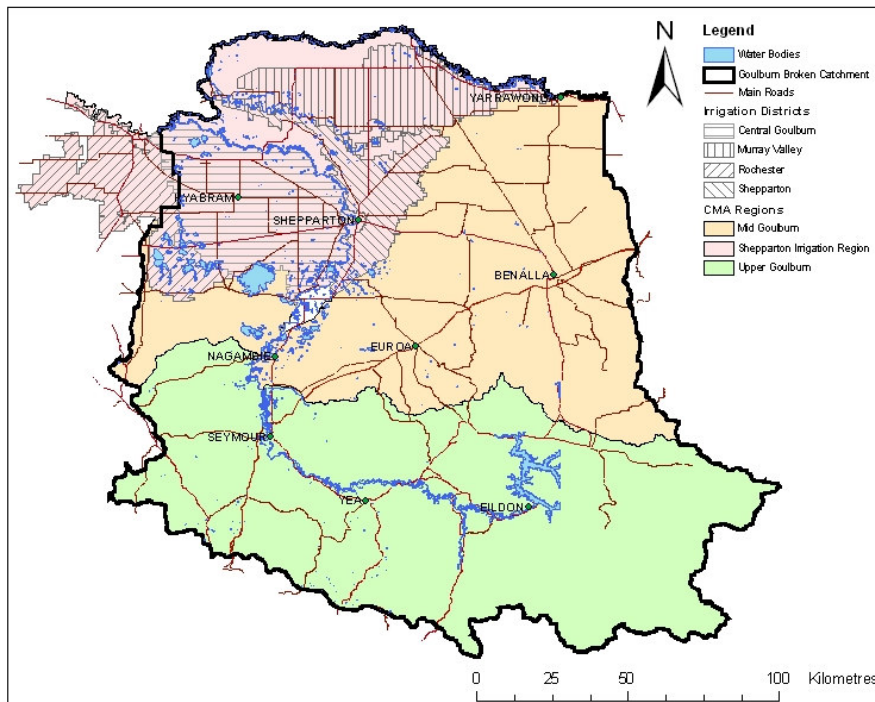 N
Legend
Water Bodies
Goulburn Broken Catchment
Main Roads
Irrigation Districts
Central Goulburn
Murray Valley
Rochester
Shepparton
CMA Regions
Mid Goulburn
Shepparton Irrigation Region
Upper Goulburn
YARRAWONGA
KYABRAM
SHEPPARTON
BENALLA
NAGAMBIE
EUROA
SEYMOUR
YEA
EILDON
0 25 50 100 Kilometres